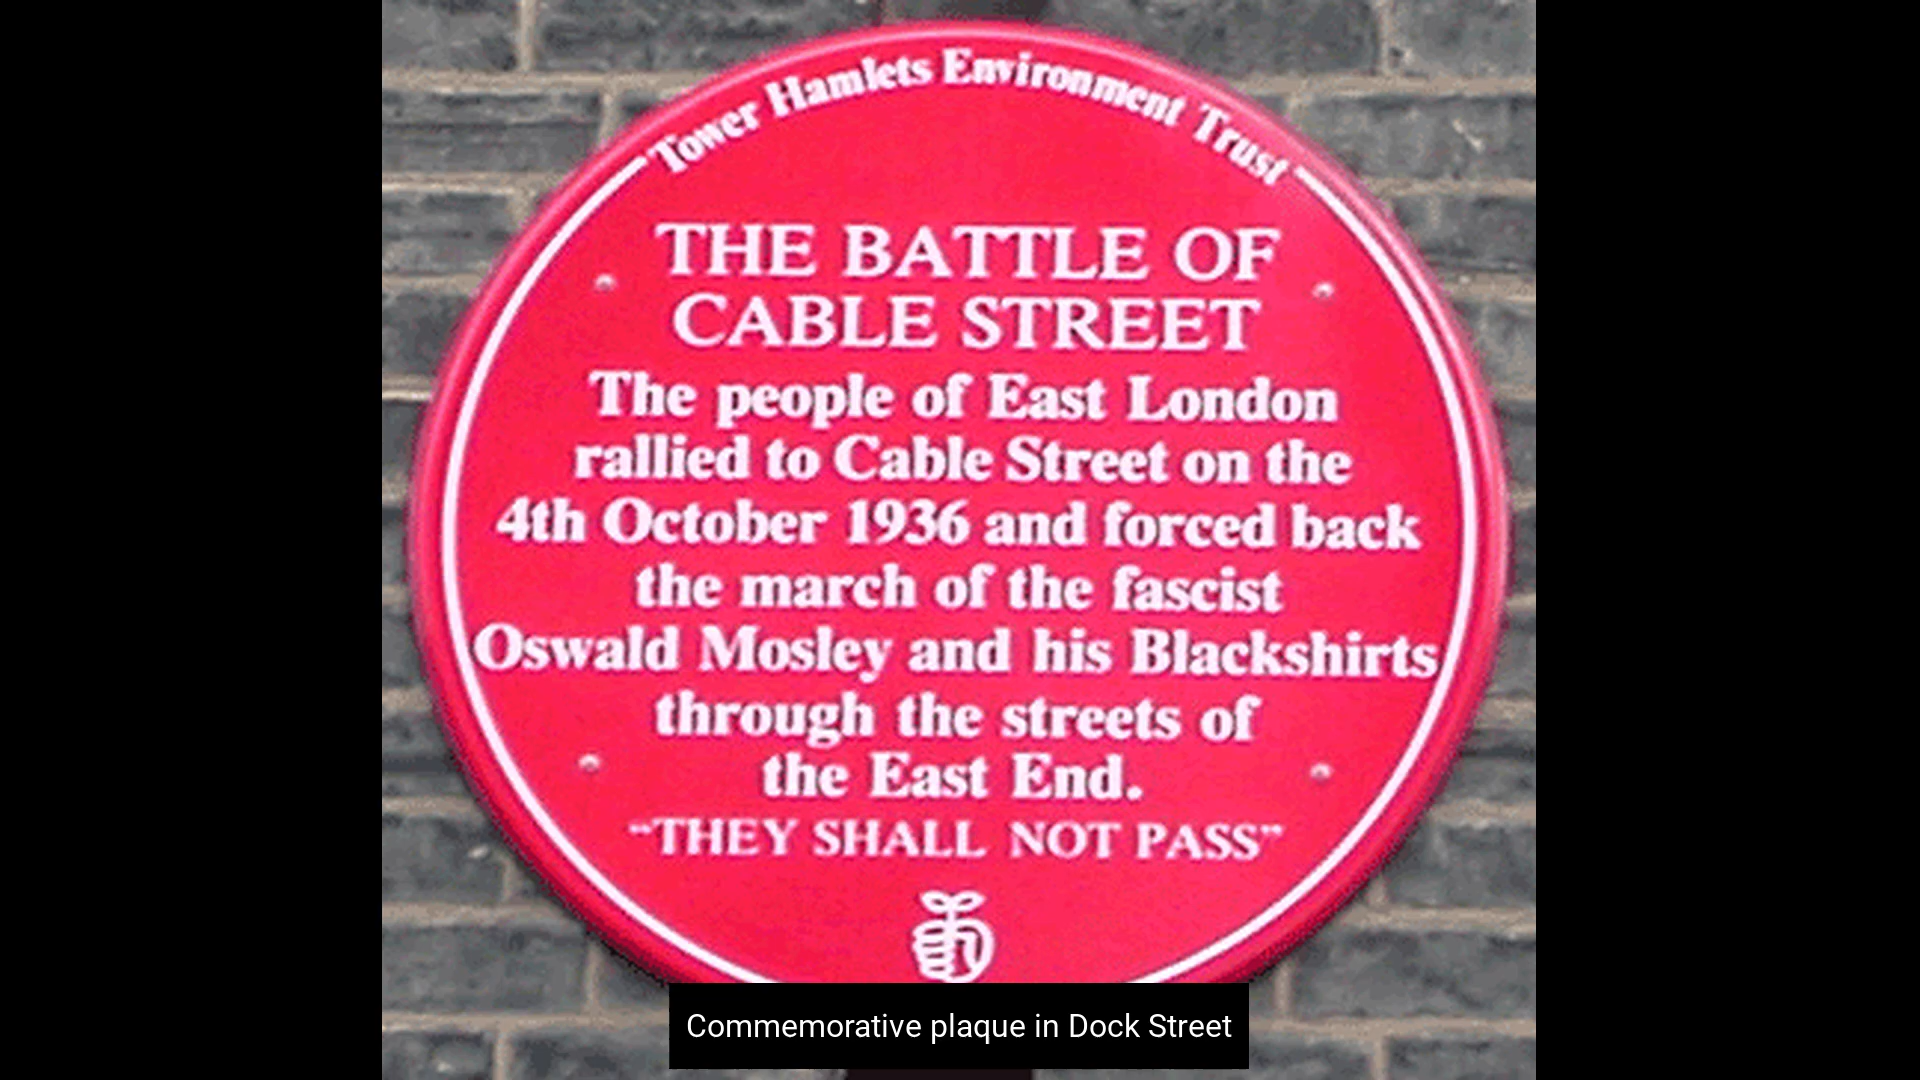 Tower Hamlets Environment Trust
THE BATTLE OF
CABLE STREET
The people of East London
rallied to Cable Street on the
4th October 1936 and forced back
the march of the fascist
Oswald Mosley and his Blackshirts
through the streets of
the East End.
“THEY SHALL NOT PASS”
Commemorative plaque in Dock Street